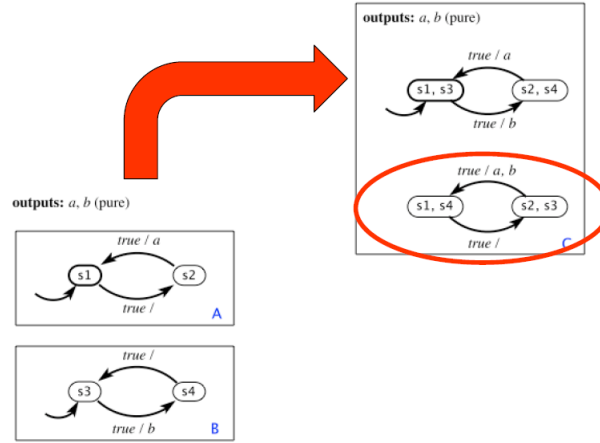 outputs: a, b (pure)
true / a
s1, s3
s2, s4
true / b
true / a, b
s1, s4
s2, s3
true /
C
outputs: a, b (pure)
true / a
s1
s2
true /
A
true /
s3
s4
true / b
B